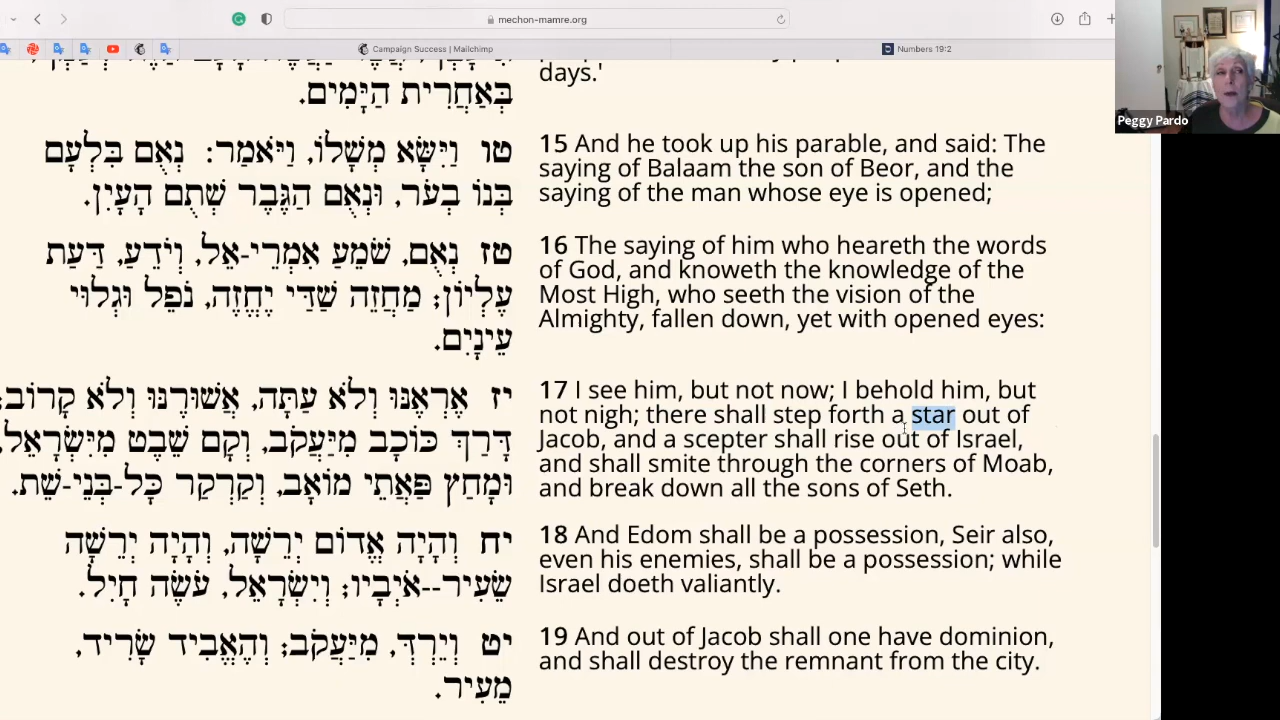 mechon-mamre.org
Campaign Success | Mailchimp
Numbers 19:2
Peggy Pardo
days.'
בְּאַחֲרִית הַיָּמִים.
טו וַיִּשָּׂא מְשָׁלוֹ, וַיֹּאמַר: נְאֻם בִּלְעָם
בְּנוֹ בְעֹר, וּנְאֻם הַגֶּבֶר שְׁתֻם הָעָיִן.
15 And he took up his parable, and said: The
saying of Balaam the son of Beor, and the
saying of the man whose eye is opened;
טז נְאֻם, שֹׁמֵעַ אִמְרֵי-אֵל, וְיֹדֵעַ, דַּעַת
עֶלְיוֹן; מַחֲזֵה שַׁדַּי יֶחֱזֶה, נֹפֵל וּגְלוּי
עֵינָיִם.
16 The saying of him who heareth the words
of God, and knoweth the knowledge of the
Most High, who seeth the vision of the
Almighty, fallen down, yet with opened eyes:
יז אֶרְאֶנּוּ וְלֹא עַתָּה, אֲשׁוּרֶנּוּ וְלֹא קָרוֹב;
דָּרַךְ כּוֹכָב מִיַּעֲקֹב, וְקָם שֵׁבֶט מִיִּשְׂרָאֵל,
וּמָחַץ פַּאֲתֵי מוֹאָב, וְקַרְקַר כָּל-בְּנֵי-שֵׁת.
17 I see him, but not now; I behold him, but
not nigh; there shall step forth a star out of
Jacob, and a scepter shall rise out of Israel,
and shall smite through the corners of Moab,
and break down all the sons of Seth.
יח וְהָיָה אֱדוֹם יְרֵשָׁה, וְהָיָה יְרֵשָׁה
שֵׂעִיר--אֹיְבָיו; וְיִשְׂרָאֵל, עֹשֶׂה חָיִל.
18 And Edom shall be a possession, Seir also,
even his enemies, shall be a possession; while
Israel doeth valiantly.
יט וְיֵרְדְּ, מִיַּעֲקֹב; וְהֶאֱבִיד שָׂרִיד,
מֵעִיר.
19 And out of Jacob shall one have dominion,
and shall destroy the remnant from the city.